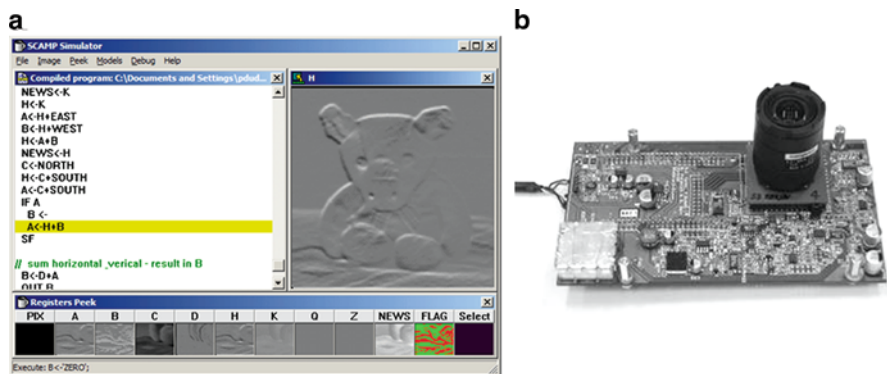 a
b
SCAMP Simulator
File Image Peek Models Debug Help
Compiled program: C:\Documents and Settings\pdud...
H
NEWS<-K
H<-K
A<-H+EAST
B<-H+WEST
H<-A+B
NEWS<-H
C<-NORTH
H<-C+SOUTH
A<-C+SOUTH
IF A
B <-
A<-H+B
SF
// sum horizontal ,verical - result in B
B<-D+A
OUT B
Registers Peek
PIX A B C D H K Q Z NEWS FLAG Select
Execute: B<-'ZERO';